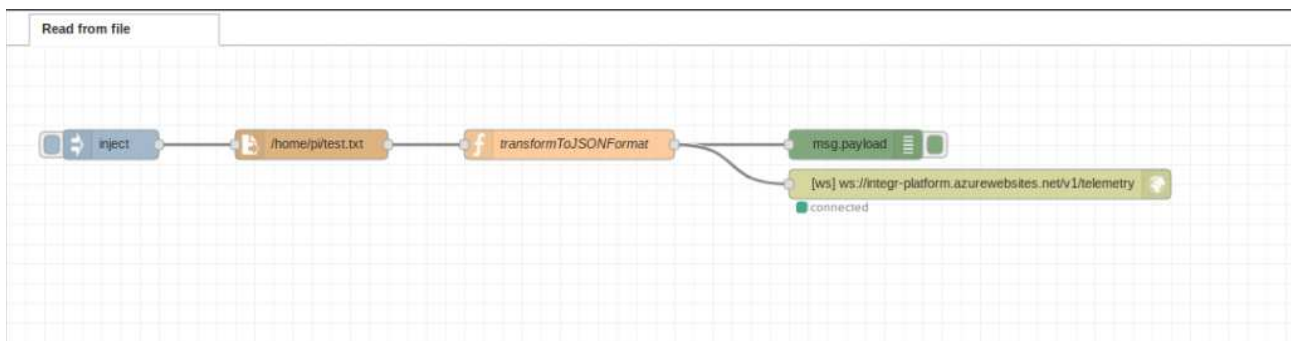 Read from file
inject
/home/pi/test.txt
transformToJSONFormat
msg.payload
[ws] ws://integr-platform.azurewebsites.net/v1/telemetry
connected